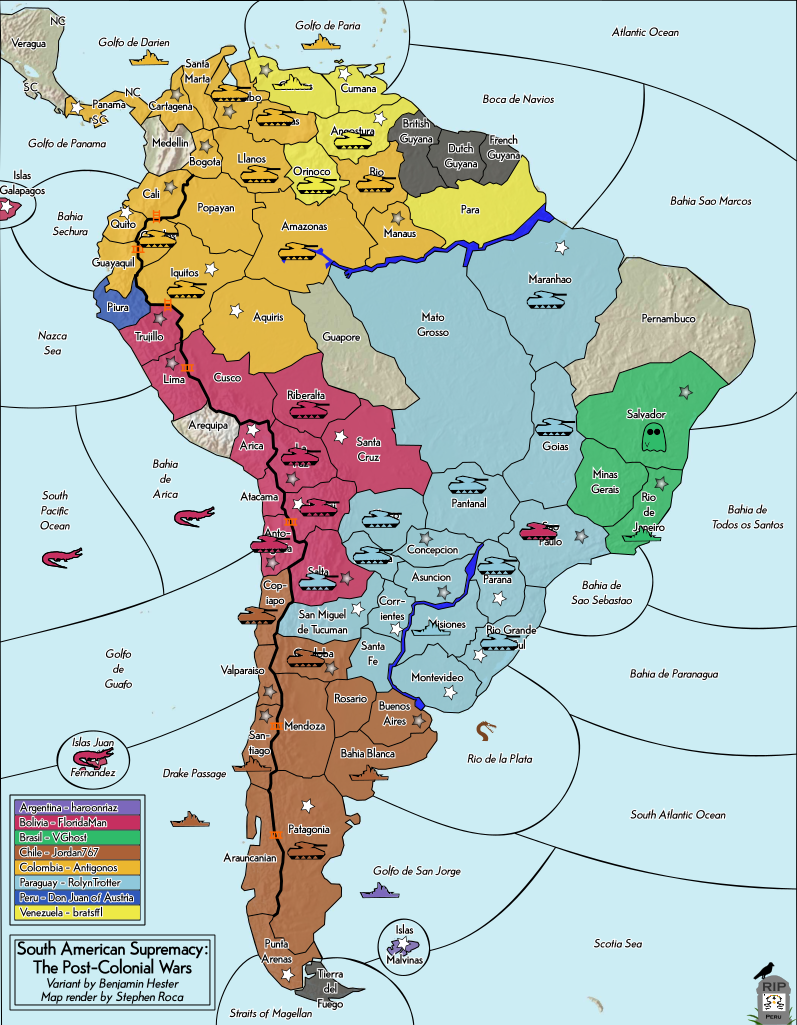 NC
Veragua
Golfo de Darien
Golfo de Paria
Atlantic Ocean
Santa
Marta
SC
Panama
NC
SC
Cartagena
Cumana
Boca de Navios
Golfo de Panama
Medellin
Bogota
Llanos
Angostura
British
Guyana
Dutch
Guyana
French
Guyana
Islas
Galapagos
Cali
Orinoco
Rio
Bahia
Sechura
Quito
Popayan
Amazonas
Manaus
Para
Bahia Sao Marcos
Guayaquil
Iquitos
Maranhao
Piura
Aquiris
Mato
Grosso
Pernambuco
Nazca
Sea
Trujillo
Guapore
Lima
Cusco
Riberalta
Salvador
V
Arequipa
Arica
Santa
Cruz
Goias
Bahia
de
Arica
Minas
Gerais
South
Pacific
Ocean
Atacama
Pantanal
Rio
de
Janeiro
Bahia de
Todos os Santos
Anto-
Paulo
Concepcion
Salta
Asuncion
Parana
Cop-
iapo
Bahia de
Sao Sebastao
San Miguel
de Tucuman
Corr-
ientes
Misiones
Rio Grande
Santa
Fe
Golfo
de
Guafo
Valparaiso
Montevideo
Bahia de Paranagua
Rosario
Buenos
Aires
San-
tiago
Mendoza
Islas Juan
Fernandez
Bahia Blanca
Rio de la Plata
Drake Passage
Argentina - haroonriaz
Bolivia - FloridaMan
Brasil - VGhost
Chile - Jordan767
Colombia - Antigonos
Paraguay - RolynTrotter
Peru - Don Juan of Austria
Venezuela - bratsffl
Patagonia
South Atlantic Ocean
Araucanian
Golfo de San Jorge
Islas
Malvinas
South American Supremacy:
The Post-Colonial Wars
Variant by Benjamin Hester
Map render by Stephen Roca
Punta
Arenas
Tierra
del
Fuego
Scotia Sea
Straits of Magellan
RIP
PERU